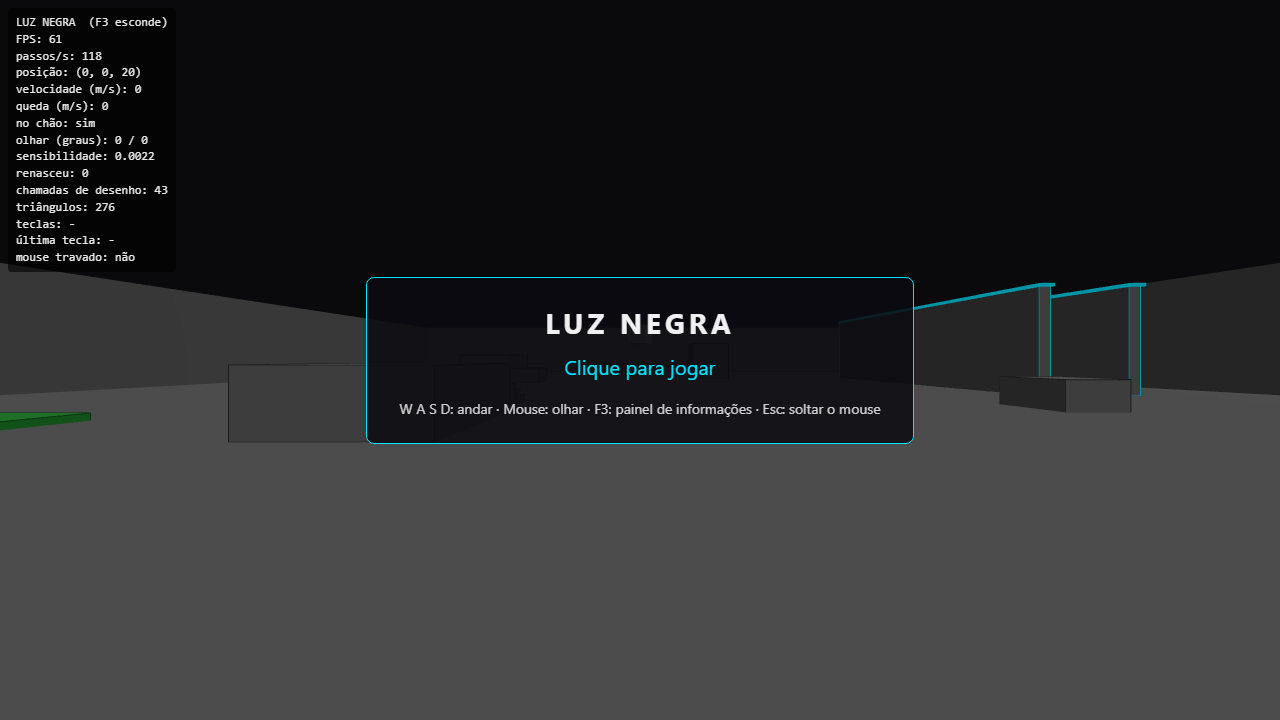 LUZ NEGRA  (F3 esconde)
FPS: 61
passos/s: 118
posição: (0, 0, 20)
velocidade (m/s): 0
queda (m/s): 0
no chão: sim
olhar (graus): 0 / 0
sensibilidade: 0.0022
renasceu: 0
chamadas de desenho: 43
triângulos: 276
teclas: -
última tecla: -
mouse travado: não
LUZ NEGRA
Clique para jogar
W A S D: andar · Mouse: olhar · F3: painel de informações · Esc: soltar o mouse